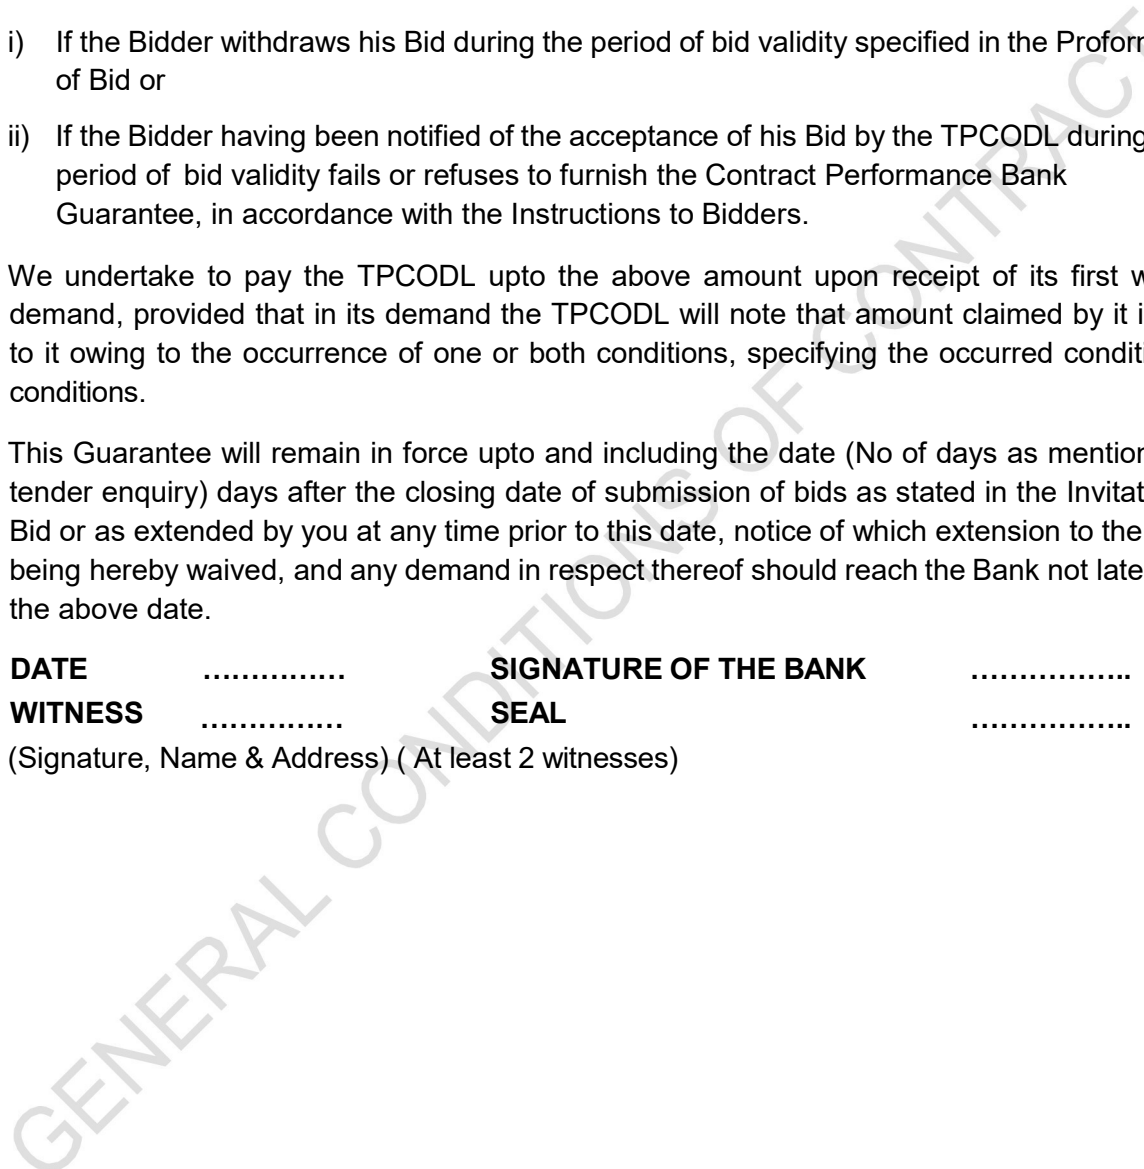 i) If the Bidder withdraws his Bid during the period of bid validity specified in the
of Bid or
ii) If the Bidder having been notified of the acceptance of his Bid by the TPCODL during
period of bid validity fails or refuses to furnish the Contract Performance Bank
Guarantee, in accordance with the Instructions to Bidders.
We undertake to pay the TPCODL upto the above amount upon receipt of its first
demand, provided that in its demand the TPCODL will note that amount claimed by it
to it owing to the occurrence of one or both conditions, specifying the occurred
conditions.
This Guarantee will remain in force upto and including the date (No of days as
tender enquiry) days after the closing date of submission of bids as stated in the
Bid or as extended by you at any time prior to this date, notice of which extension to the
being hereby waived, and any demand in respect thereof should reach the Bank not
the above date.
DATE …………… SIGNATURE OF THE BANK ……………..
WITNESS …………… SEAL ……………..
(Signature, Name & Address) ( At least 2 witnesses)
GENERAL CONDITIONS OF CONTRACT